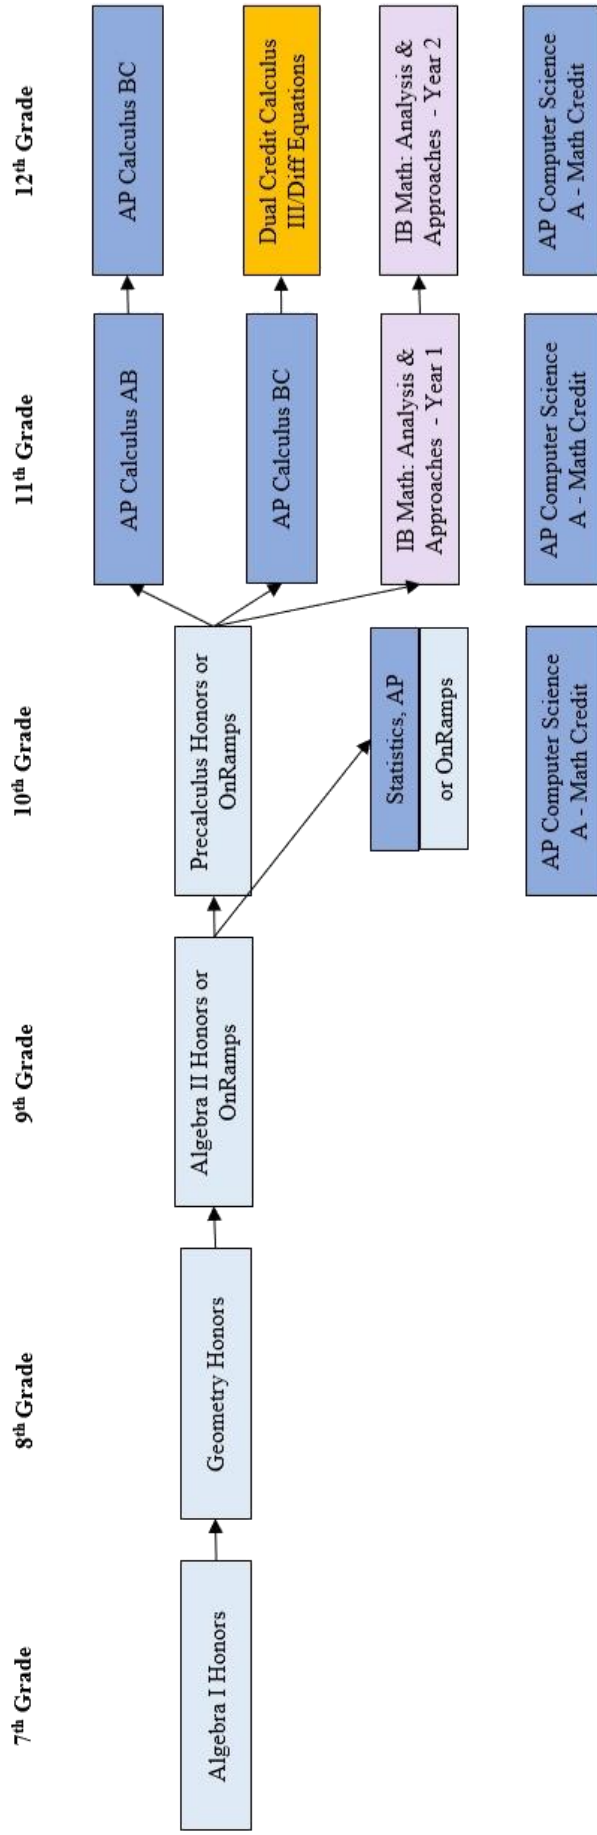 7th Grade
8th Grade
9th Grade
10th Grade
11th Grade
12th Grade
AP Calculus AB
AP Calculus BC
Algebra I Honors
Geometry Honors
Algebra II Honors or
OnRamps
Precalculus Honors or
OnRamps
AP Calculus BC
Dual Credit Calculus
III/Diff Equations
Statistics, AP
or OnRamps
IB Math: Analysis &
Approaches - Year 1
IB Math: Analysis &
Approaches - Year 2
AP Computer Science
A - Math Credit
AP Computer Science
A - Math Credit
AP Computer Science
A - Math Credit